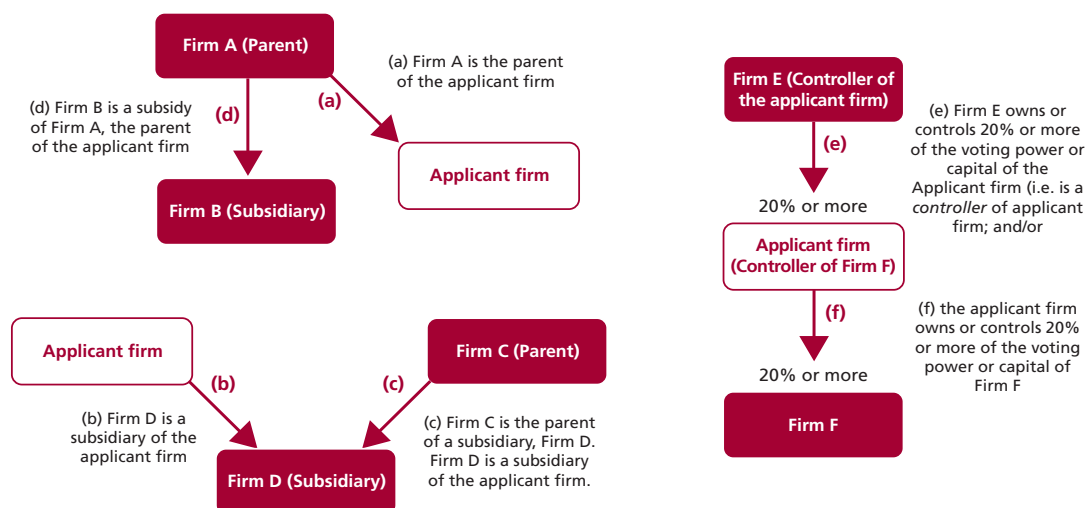 Firm A (Parent)
(a) Firm A is the parent
of the applicant firm
(d) Firm B is a subsidy
of Firm A, the parent
of the applicant firm
(d)
(a)
Applicant firm
Firm B (Subsidiary)
Applicant firm
Firm C (Parent)
(b)
(c)
(b) Firm D is a
subsidiary of the
applicant firm
(c) Firm C is the parent
of a subsidiary, Firm D.
Firm D is a subsidiary
of the applicant firm.
Firm D (Subsidiary)
Firm E (Controller of
the applicant firm)
(e)
(e) Firm E owns or
controls 20% or more
of the voting power or
capital of the
Applicant firm (i.e. is a
controller of applicant
firm; and/or
20% or more
Applicant firm
(Controller of Firm F)
(f)
(f) the applicant firm
owns or controls 20%
or more of the voting
power or capital of
Firm F
20% or more
Firm F